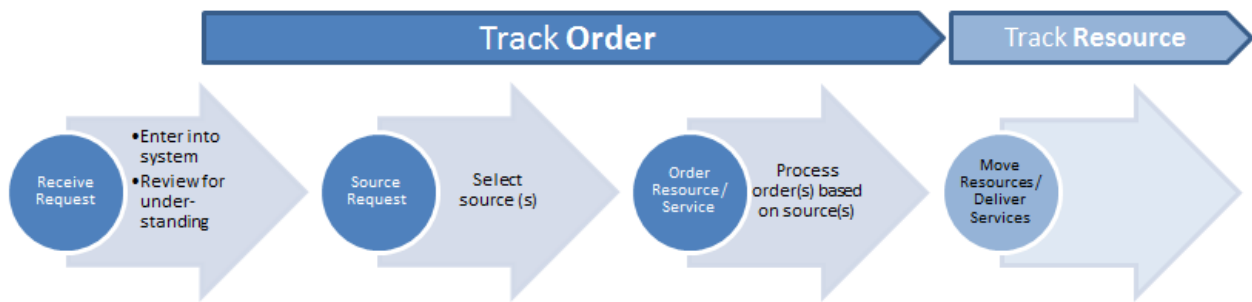 Track Order
Track Resource
Receive
Request
•Enter into
system
•Review for
under-
standing
Source
Request
Select
source (s)
Order
Resource/
Service
Process
order(s) based
on source(s)
Move
Resources/
Deliver
Services